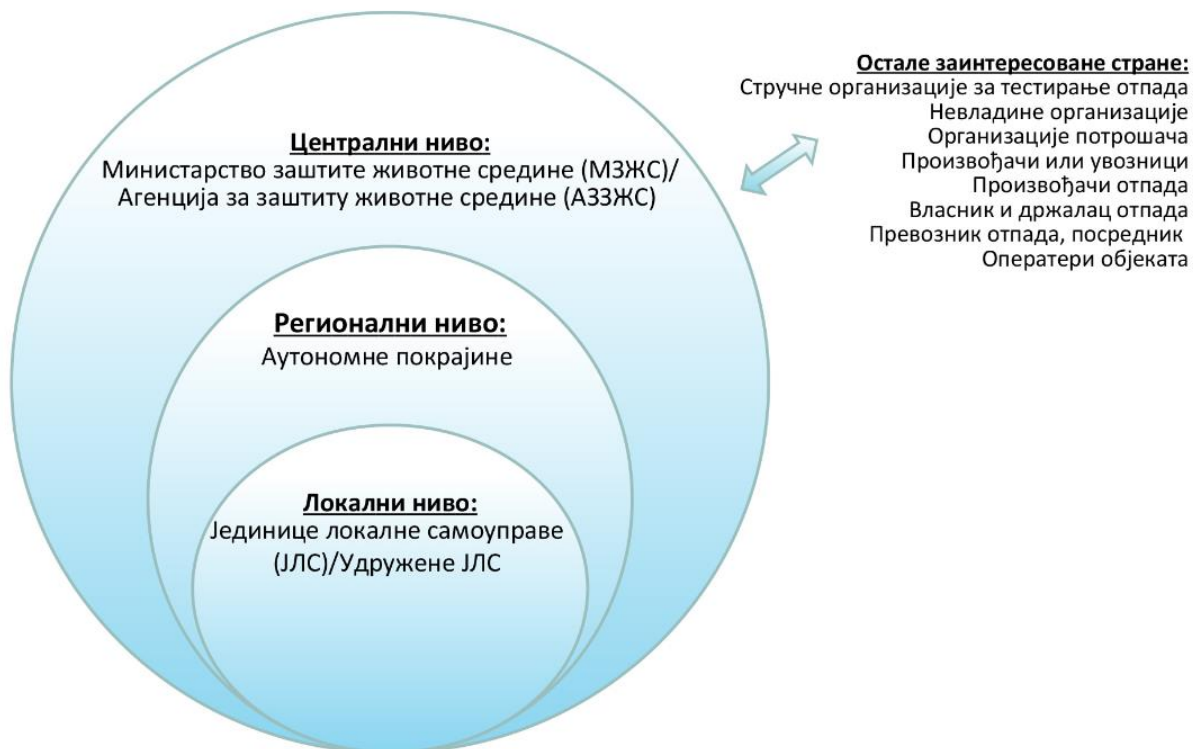 Централни ниво:
Министарство заштите животне средине (МЗЖС)/
Агенција за заштиту животне средине (АЗЗЖС)
Регионални ниво:
Аутономне покрајине
Локални ниво:
Јединице локалне самоуправе
(ЈЛС)/Удружене ЈЛС
Остале заинтересоване стране:
Стручне организације за тестирање отпада
Невладине организације
Организације потрошача
Произвођачи или увозници
Произвођачи отпада
Власник и држалац отпада
Превозник отпада, посредник
Оператери објеката